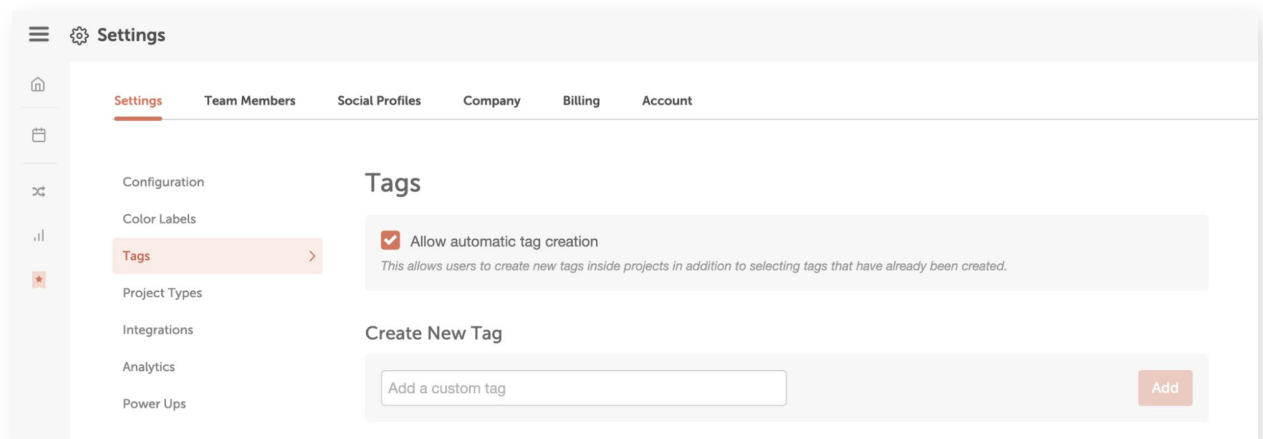 Settings
Settings Team Members Social Profiles Company Billing Account
Configuration
Color Labels
Tags
Project Types
Integrations
Analytics
Power Ups
Tags
Allow automatic tag creation
This allows users to create new tags inside projects in addition to selecting tags that have already been created.
Create New Tag
Add a custom tag
Add